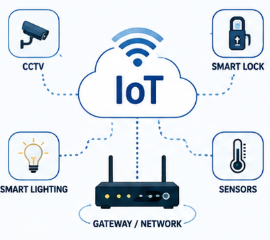 CCTV
SMART LOCK
IoT
SMART LIGHTING
SENSORS
GATEWAY / NETWORK